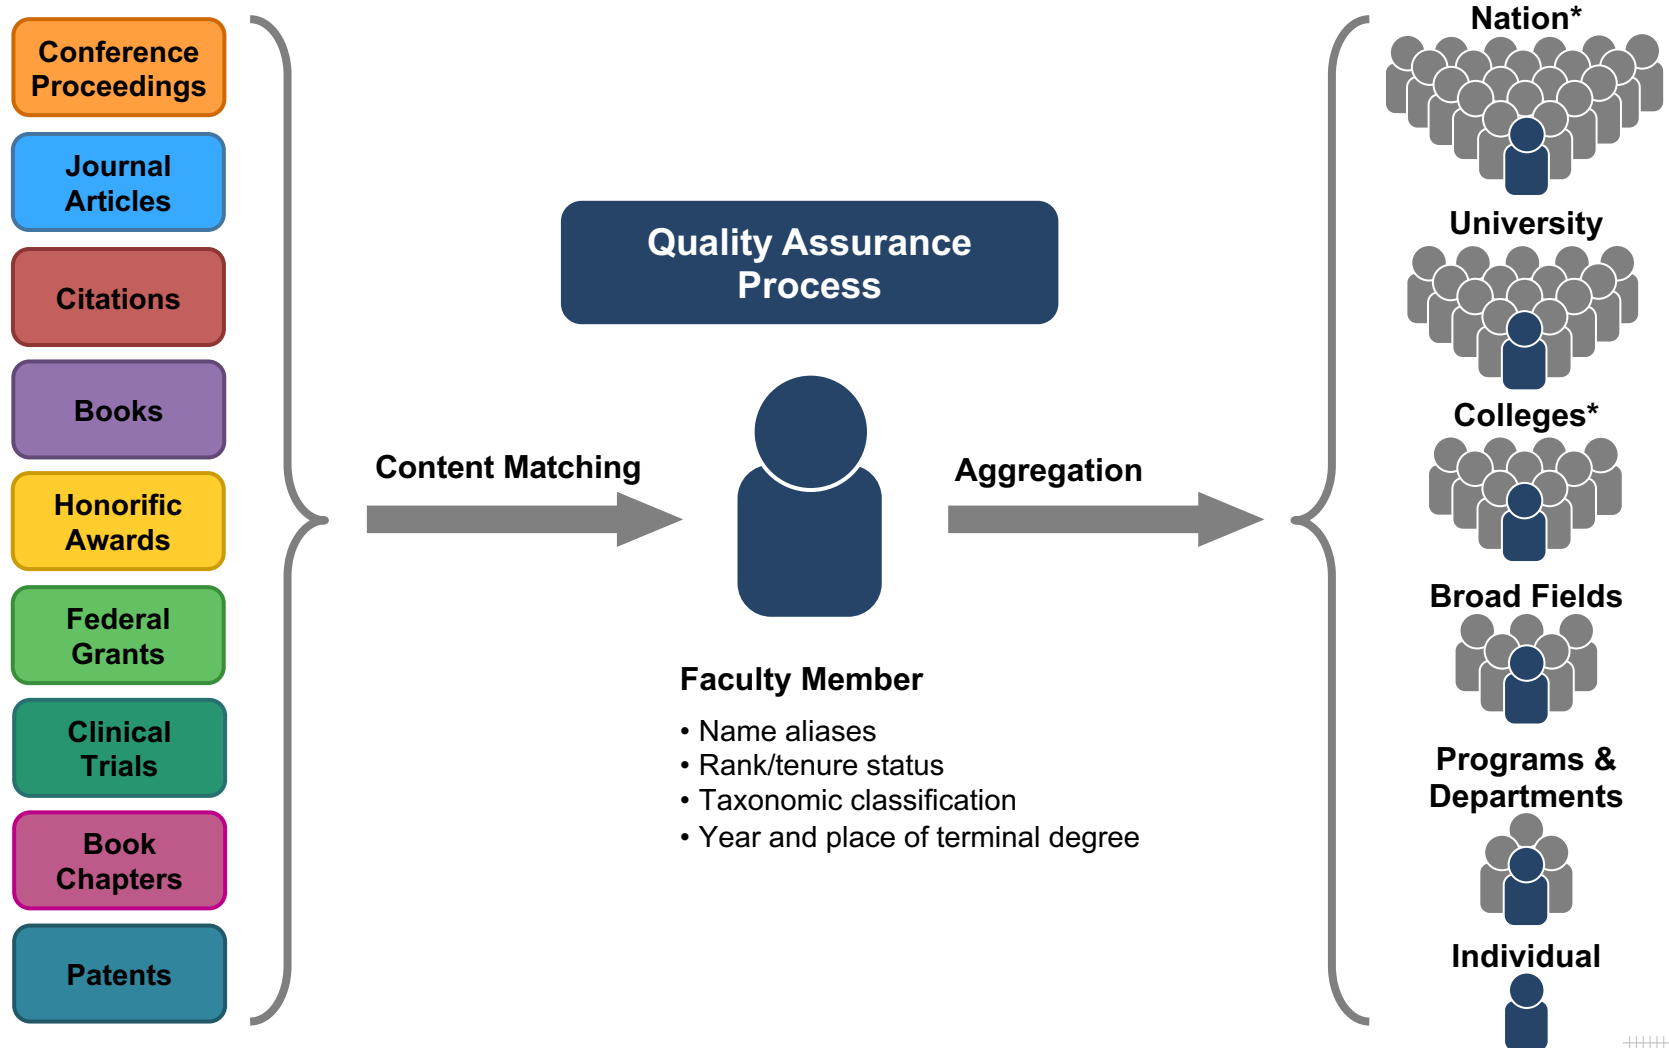 Conference
Proceedings
Journal
Articles
Citations
Books
Honorific
Awards
Federal
Grants
Clinical
Trials
Book
Chapters
Patents
Content Matching
Quality Assurance
Process
Faculty Member
• Name aliases
• Rank/tenure status
• Taxonomic classification
• Year and place of terminal degree
Aggregation
Nation*
University
Colleges*
Broad Fields
Programs &
Departments
Individual